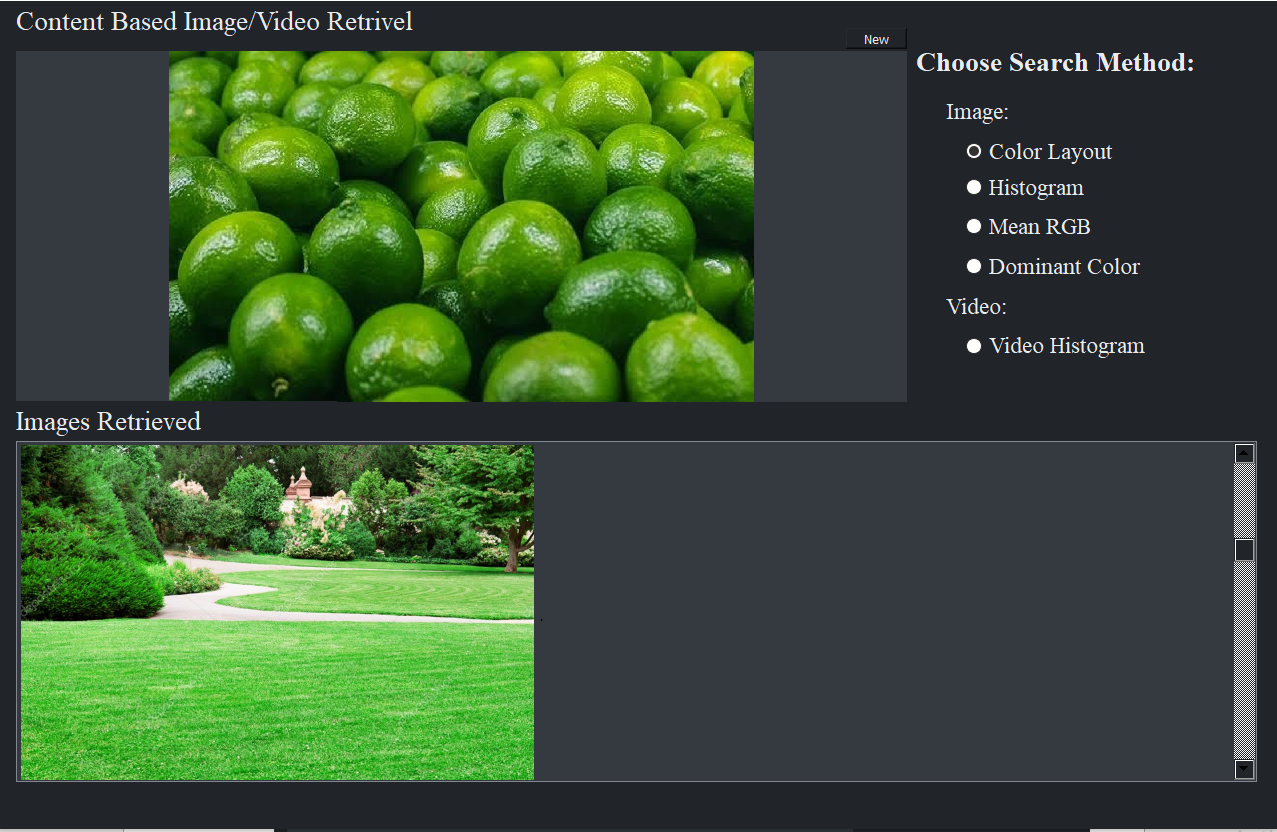 Content Based Image/Video Retrivel
New
Choose Search Method:
Image:
Color Layout
Histogram
Mean RGB
Dominant Color
Video:
Video Histogram
Images Retrieved